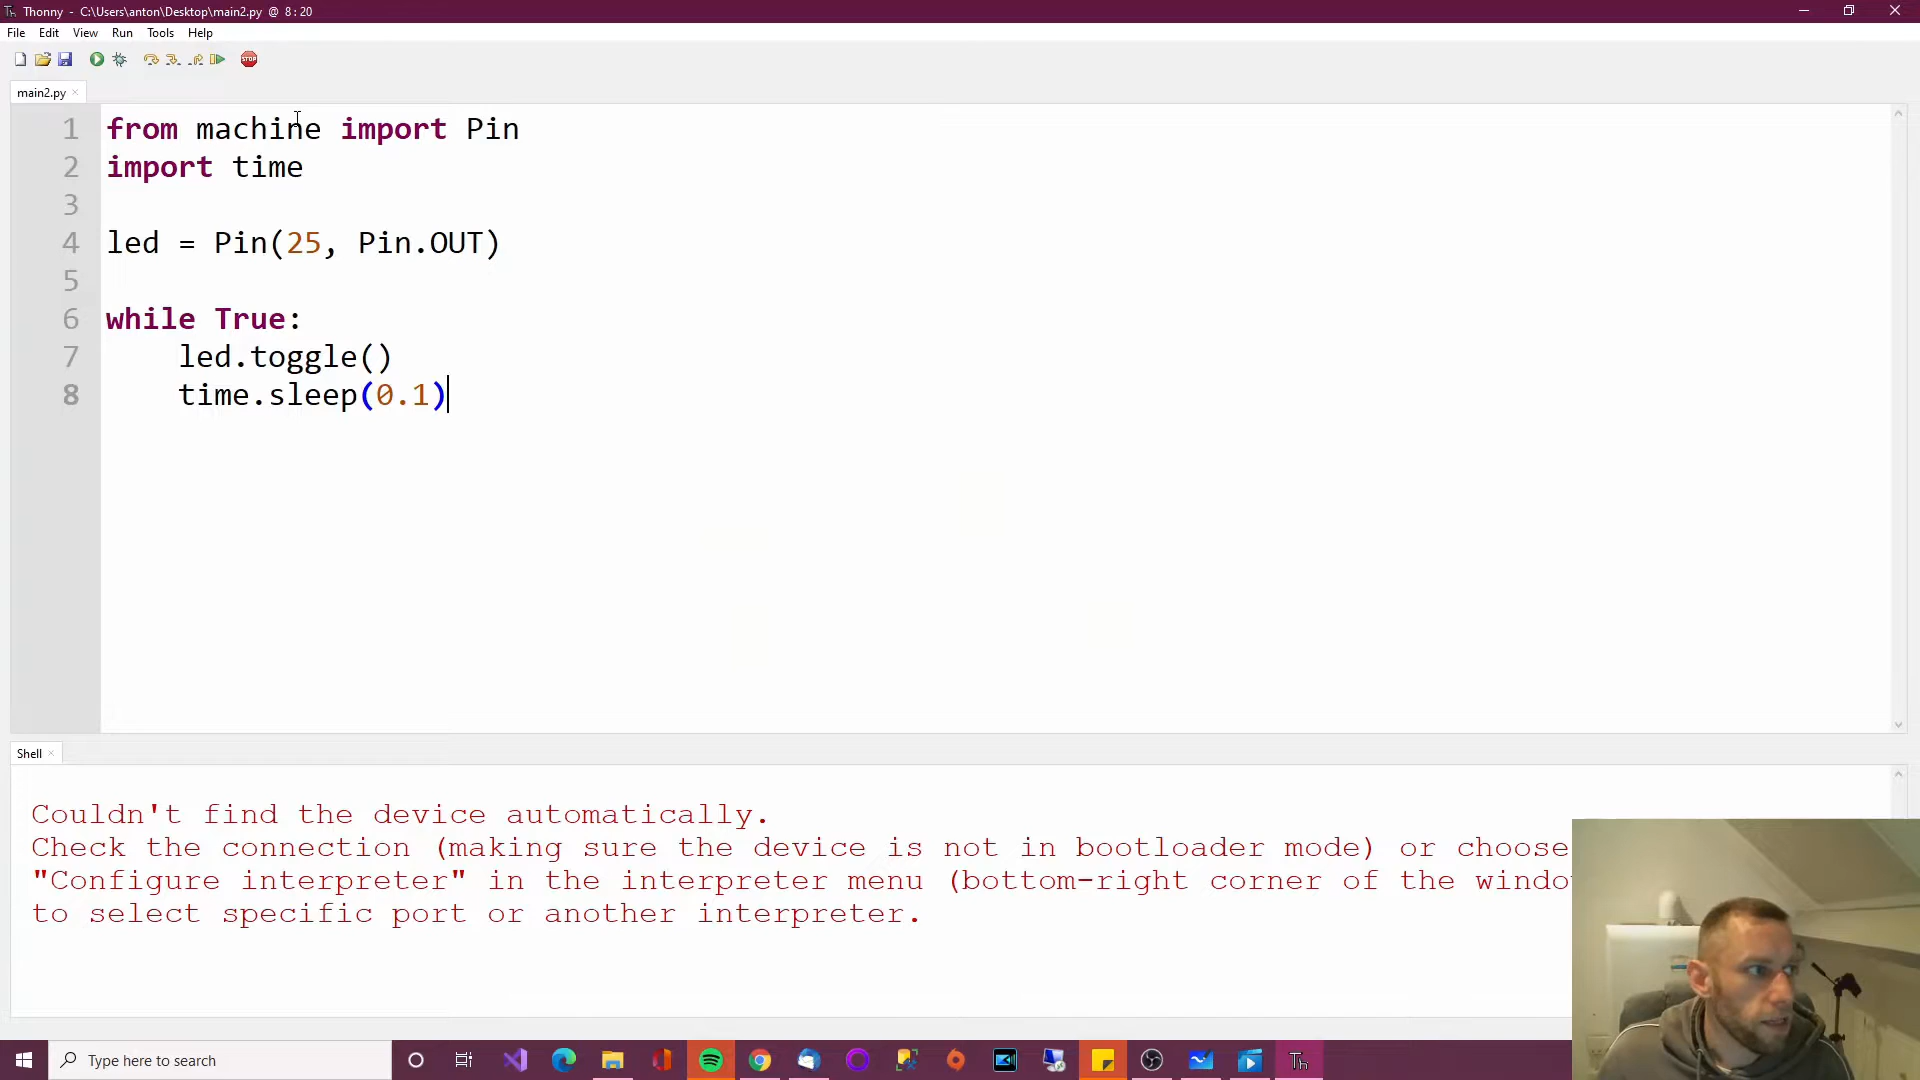 Th Thonny - C:\Users\anton\Desktop\main2.py @ 8:20
File Edit View Run Tools Help
STOP
main2.py
1 from machine import Pin
2 import time
3
4 led = Pin(25, Pin.OUT)
5
6 while True:
7 led.toggle()
8 time.sleep(0.1)
Shell
Couldn't find the device automatically.
Check the connection (making sure the device is not in bootloader mode) or choose
"Configure interpreter" in the interpreter menu (bottom-right corner of the windo
to select specific port or another interpreter.
Type here to search Th